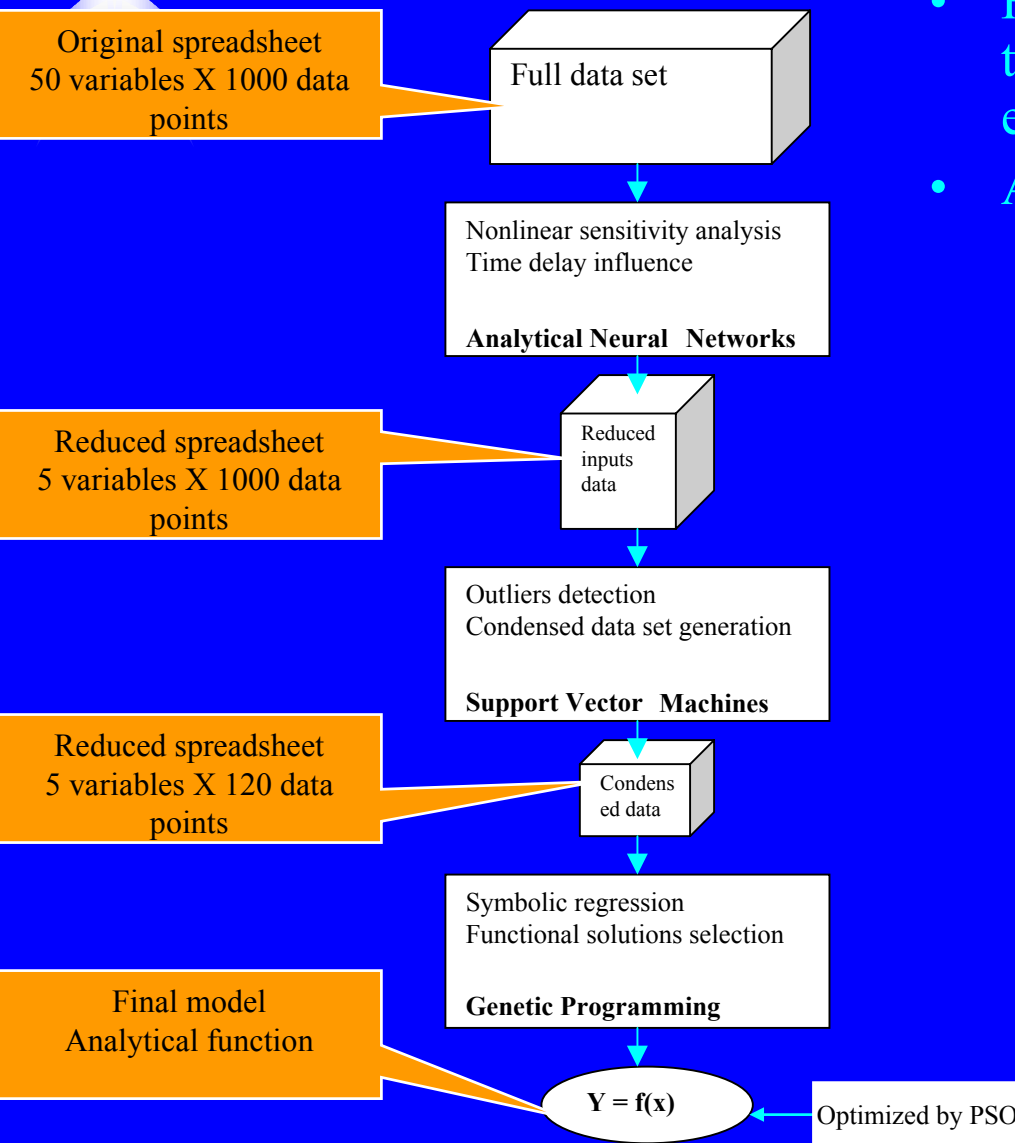 Original spreadsheet
50 variables X 1000 data
points
Full data set
Nonlinear sensitivity analysis
Time delay influence
Analytical Neural Networks
Reduced spreadsheet
5 variables X 1000 data
points
Reduced
inputs
data
Outliers detection
Condensed data set generation
Support Vector Machines
Reduced spreadsheet
5 variables X 120 data
points
Condens
ed data
Symbolic regression
Functional solutions selection
Genetic Programming
Final model
Analytical function
Y = f(x)
Optimized by PSO